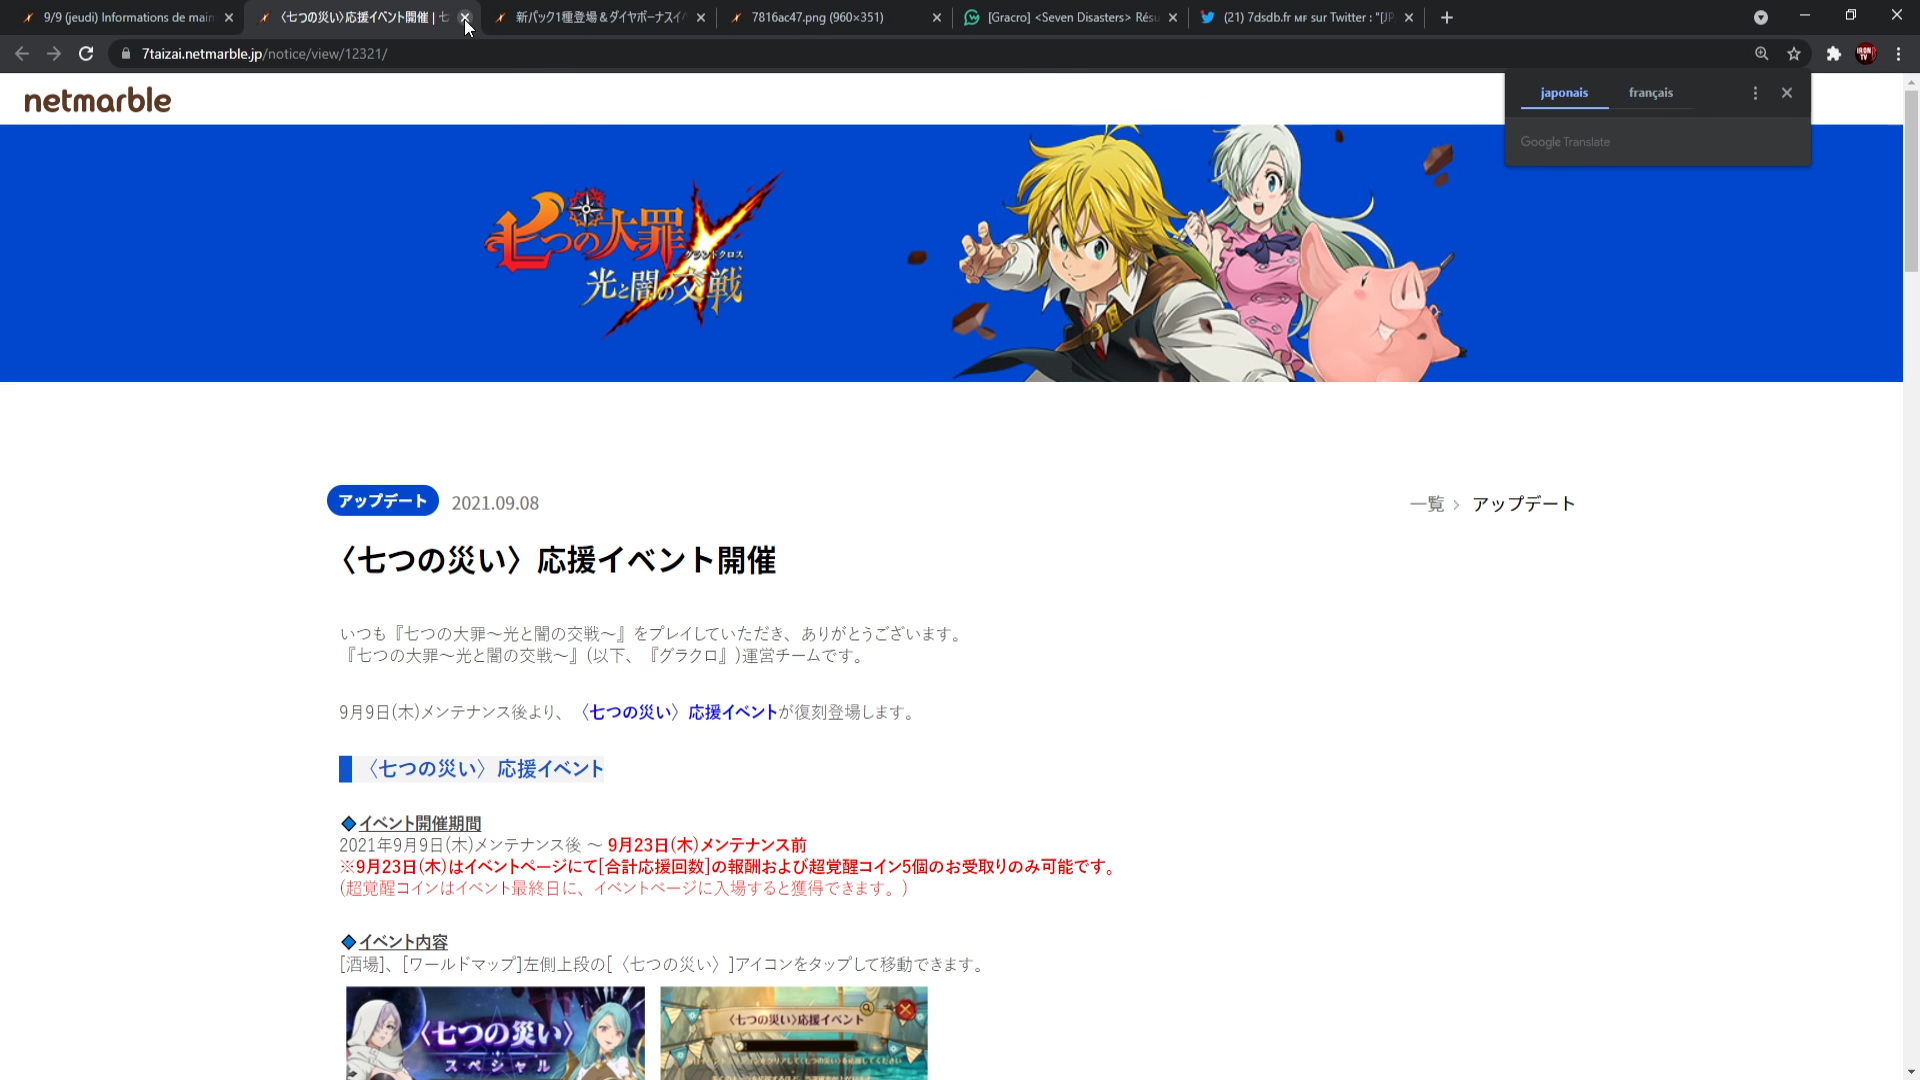 9/9 (jeudi) Informations de main
〈七つの災い〉応援イベント開催 | 七
新パック1種登場＆ダイヤボーナスイ
7816ac47.png (960×351)
[Gracro] <Seven Disasters> Résu
(21) 7dsdb.fr MF sur Twitter : "[JP
7taizai.netmarble.jp/notice/view/12321/
IRON TV
netmarble
japonais français
Google Translate
七つの大罪
グランドクロス
光と闇の交戦
アップデート 2021.09.08
一覧 > アップデート
〈七つの災い〉応援イベント開催
いつも『七つの大罪～光と闇の交戦～』をプレイしていただき、ありがとうございます。
『七つの大罪～光と闇の交戦～』(以下、『グラクロ』)運営チームです。
9月9日(木)メンテナンス後より、〈七つの災い〉応援イベントが復刻登場します。
〈七つの災い〉応援イベント
◆イベント開催期間
2021年9月9日(木)メンテナンス後 ～ 9月23日(木)メンテナンス前
※9月23日(木)はイベントページにて[合計応援回数]の報酬および超覚醒コイン5個のお受取りのみ可能です。
(超覚醒コインはイベント最終日に、イベントページに入場すると獲得できます。)
◆イベント内容
[酒場]、[ワールドマップ]左側上段の[〈七つの災い〉]アイコンをタップして移動できます。
〈七つの災い〉
スペシャル
〈七つの災い〉応援イベント